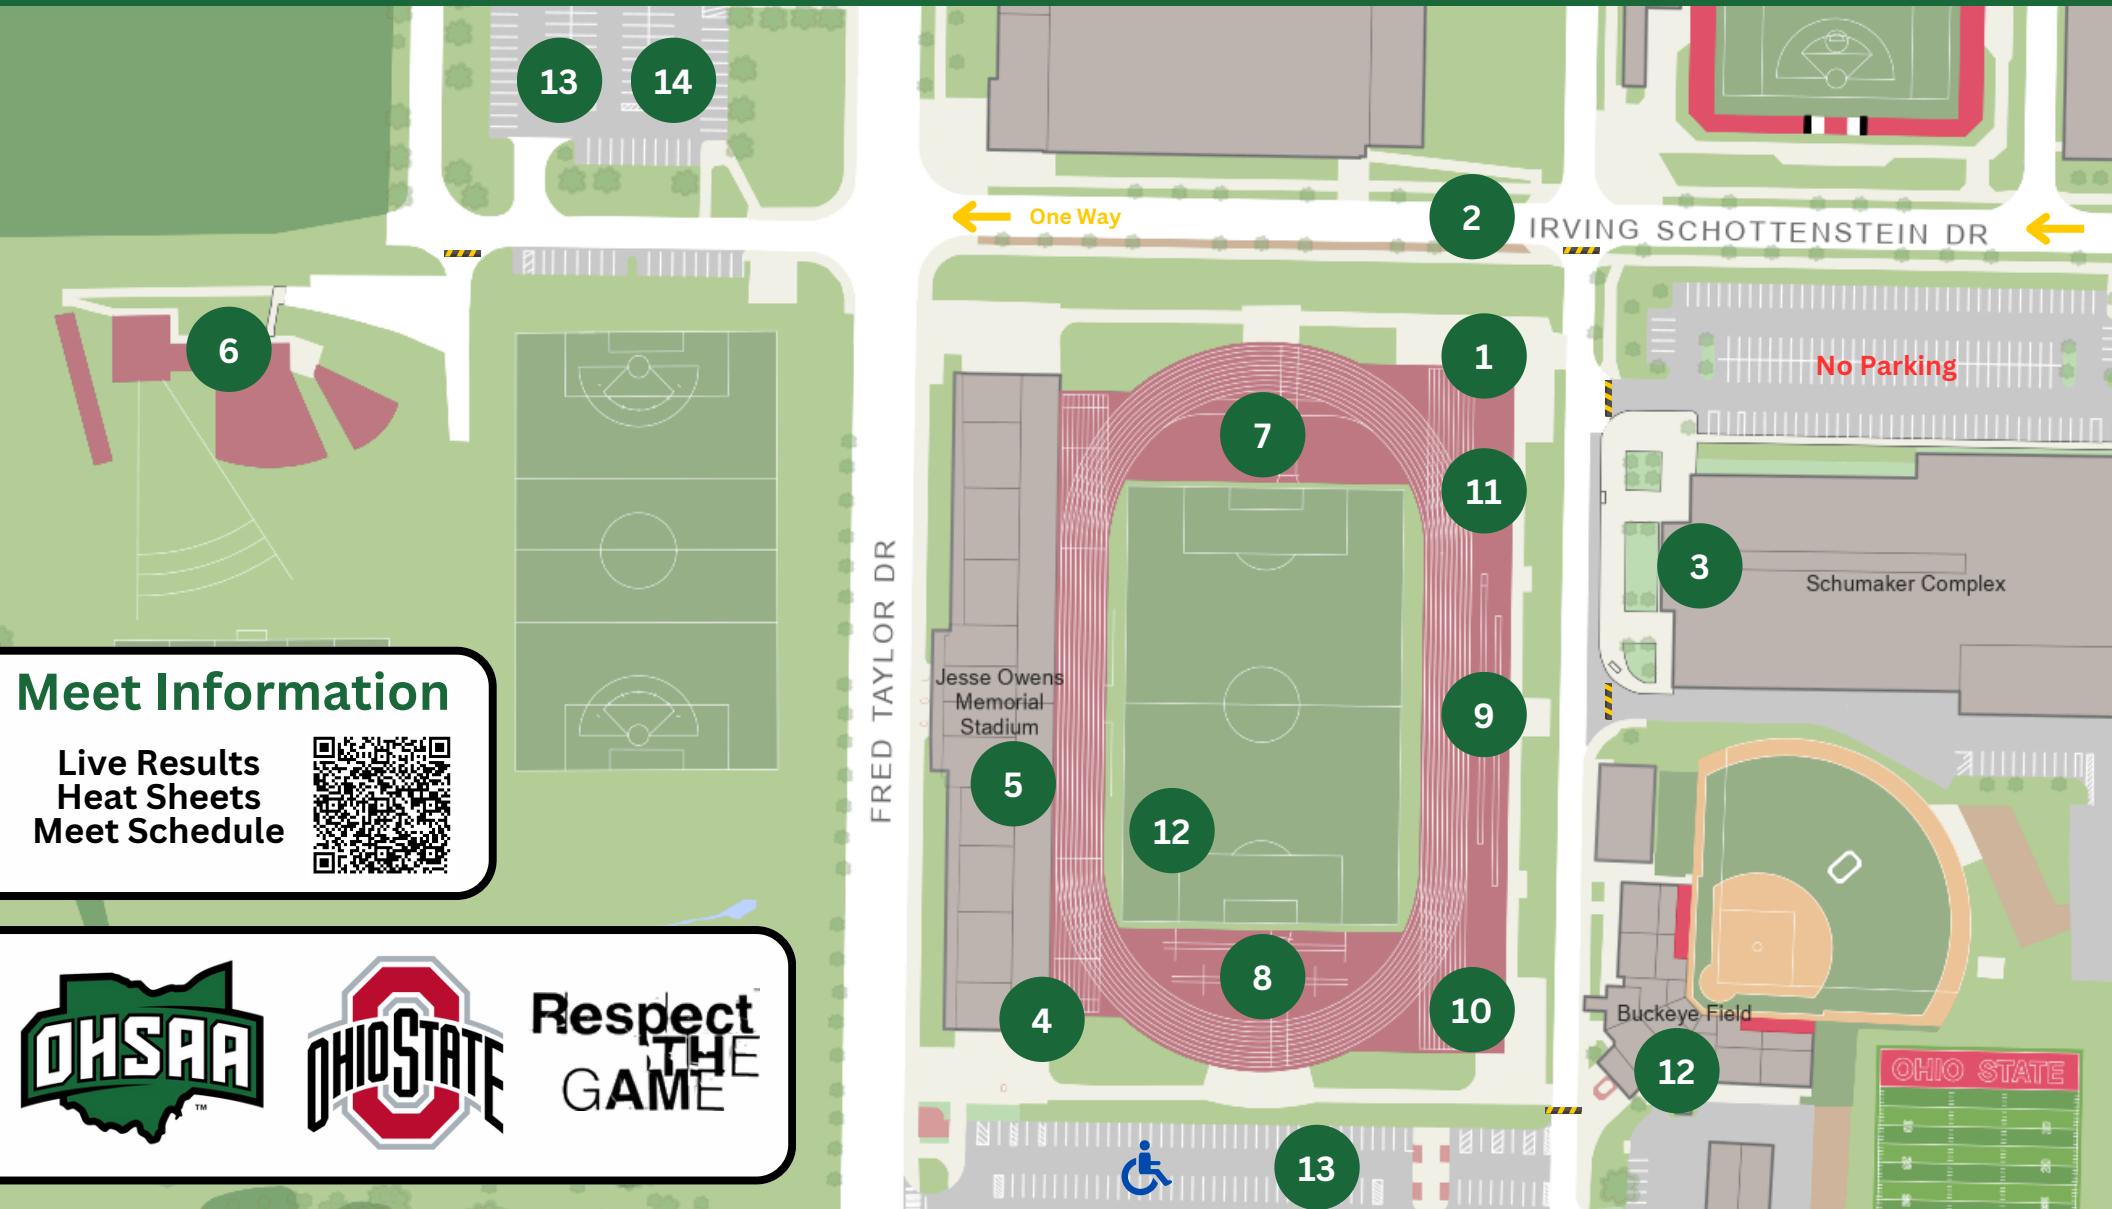 13
14
2
One Way
IRVING SCHOTTENSTEIN DR
6
1
No Parking
7
11
3
Schumaker Complex
FRED TAYLOR DR
Jesse Owens
Memorial
Stadium
9
5
12
Meet Information
Live Results
Heat Sheets
Meet Schedule
8
4
10
Buckeye Field
12
OHIO STATE
13
OHSAA
TM
OHIO STATE
Respect
THE
GAME